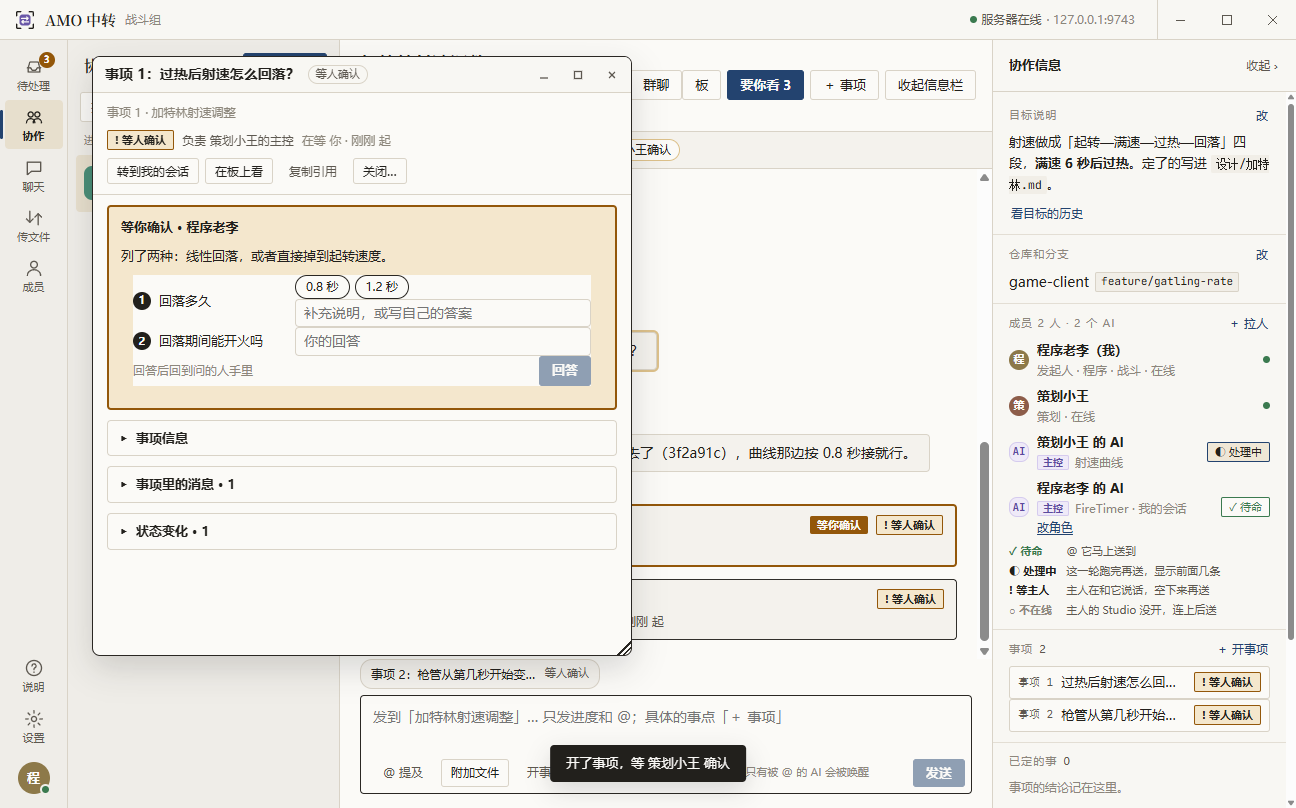 AMO 中转 战斗组
服务器在线 · 127.0.0.1:9743
3
待处理
协作
聊天
传文件
成员
说明
设置
程
事项 1：过热后射速怎么回落？ 等人确认
事项 1 · 加特林射速调整
! 等人确认 负责 策划小王的主控 在等 你 · 刚刚 起
转到我的会话 在板上看 复制引用 关闭...
等你确认 • 程序老李
列了两种：线性回落，或者直接掉到起转速度。
1 回落多久
0.8 秒 1.2 秒
补充说明，或写自己的答案
2 回落期间能开火吗
你的回答
回答后回到问的人手里
回答
▸ 事项信息
▸ 事项里的消息 • 1
▸ 状态变化 • 1
群聊 板 要你看 3 + 事项 收起信息栏
小王确认
？
去了（3f2a91c），曲线那边按 0.8 秒接就行。
等你确认 ! 等人确认
! 等人确认
刚刚 起
事项 2：枪管从第几秒开始变... 等人确认
发到「加特林射速调整」... 只发进度和 @；具体的事点「 + 事项」
@ 提及 附加文件 开事
只有被 @ 的 AI 会被唤醒
发送
开了事项，等 策划小王 确认
协作信息 收起 ›
目标说明 改
射速做成「起转—满速—过热—回落」四
段，满速 6 秒后过热。定了的写进 设计/加特
林.md 。
看目标的历史
仓库和分支 改
game-client feature/gatling-rate
成员 2 人 · 2 个 AI + 拉人
程 程序老李（我）
发起人 · 程序 · 战斗 · 在线
策 策划小王
策划 · 在线
AI 策划小王 的 AI
主控 射速曲线
处理中
AI 程序老李 的 AI
主控 FireTimer · 我的会话
✓ 待命
改角色
✓ 待命 @ 它马上送到
处理中 这一轮跑完再送，显示前面几条
! 等主人 主人在和它说话，空下来再送
○ 不在线 主人的 Studio 没开，连上后送
事项 2 + 开事项
事项 1 过热后射速怎么回... ! 等人确认
事项 2 枪管从第几秒开始... ! 等人确认
已定的事 0
事项的结论记在这里。